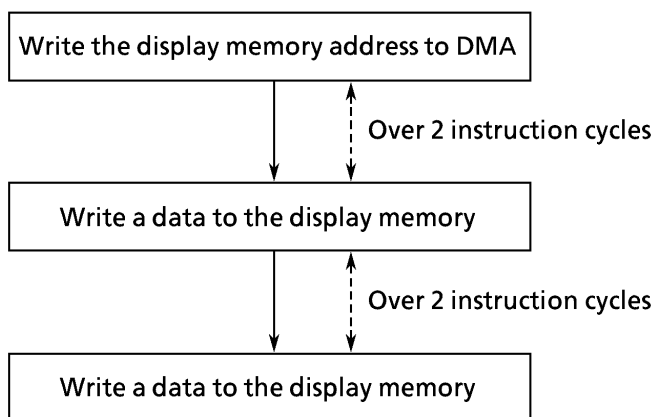 Write the display memory address to DMA
Over 2 instruction cycles
Write a data to the display memory
Over 2 instruction cycles
Write a data to the display memory